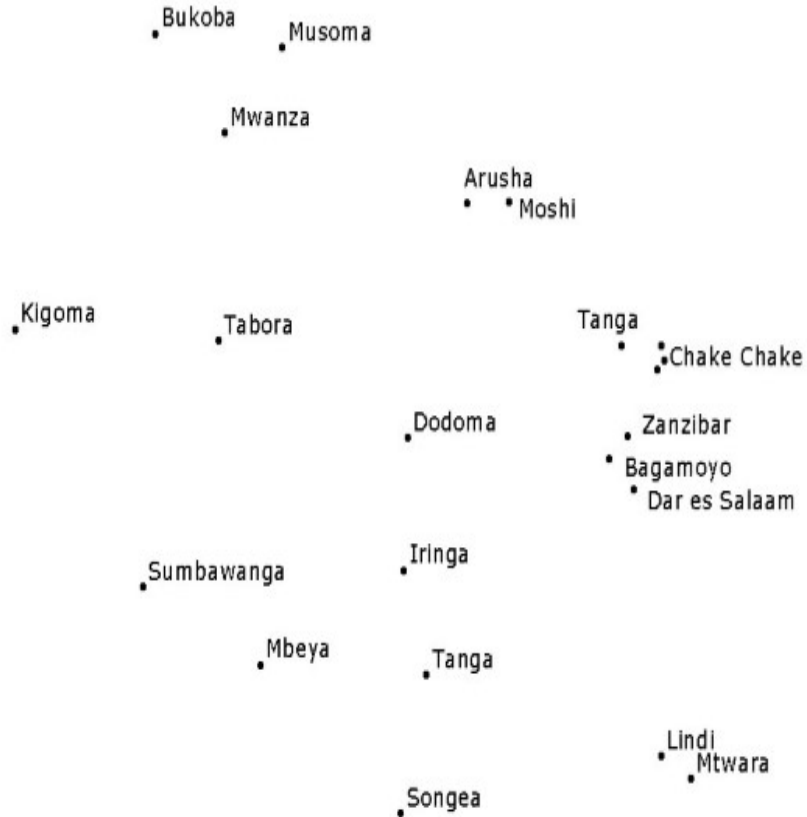 Bukoba
Musoma
Mwanza
Arusha
Moshi
Kigoma
Tabora
Tanga
Chake Chake
Dodoma
Zanzibar
Bagamoyo
Dar es Salaam
Iringa
Sumbawanga
Mbeya
Tanga
Lindi
Mtwara
Songea